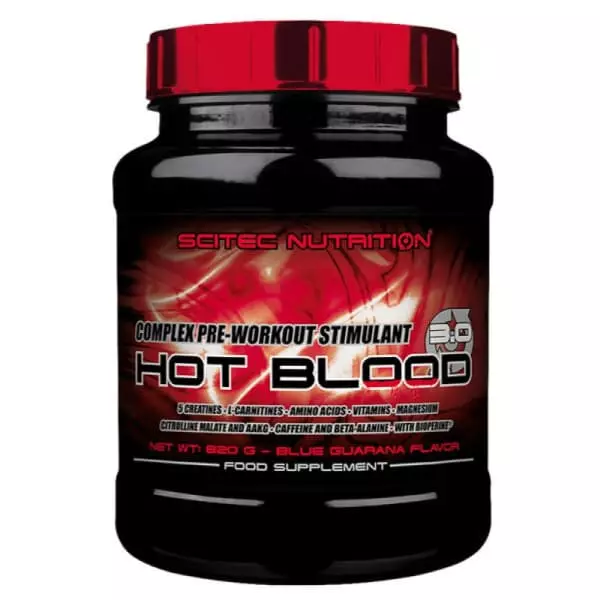 SCITEC NUTRITION®
COMPLEX PRE-WORKOUT STIMULANT 3.0
HOT BLOOD
5 CREATINES - L-CARNITINES - AMINO ACIDS - VITAMINS - MAGNESIUM
CITRULLINE MALATE AND AAKG - CAFFEINE AND BETA-ALANINE - WITH BIOPERINE®
NET WT: 820 G - BLUE GUARANA FLAVOR
FOOD SUPPLEMENT